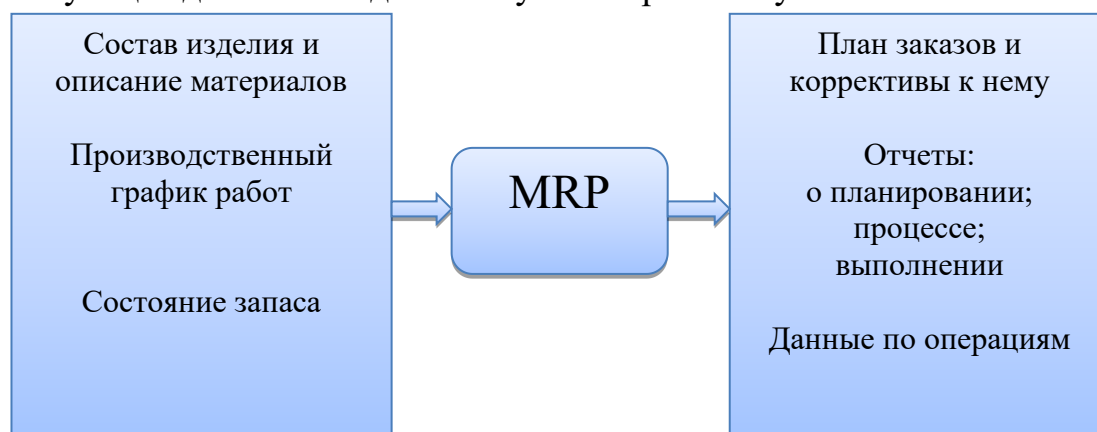 Состав изделия и
описание материалов
Производственный
график работ
Состояние запаса
MRP
План заказов и
коррективы к нему
Отчеты:
о планировании;
процессе;
выполнении
Данные по операциям